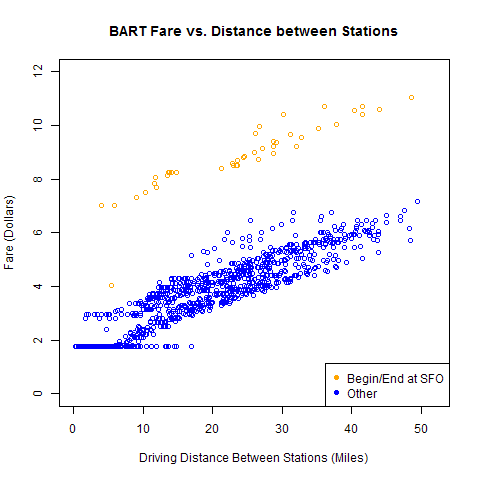 BART Fare vs. Distance between Stations
Fare (Dollars)
12
10
8
6
4
2
0
Begin/End at SFO
Other
0 10 20 30 40 50
Driving Distance Between Stations (Miles)